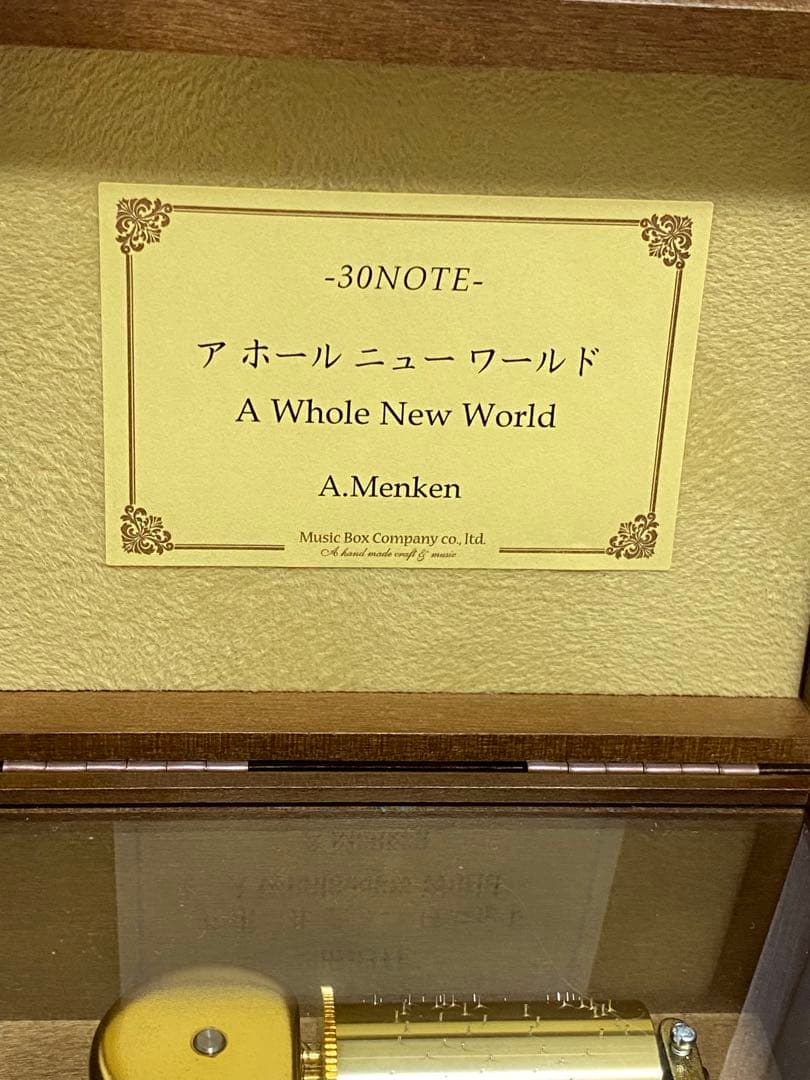 -30NOTE-
ア ホール ニュー ワールド
A Whole New World
A.Menken
Music Box Company co., ltd.
A hand made craft & music